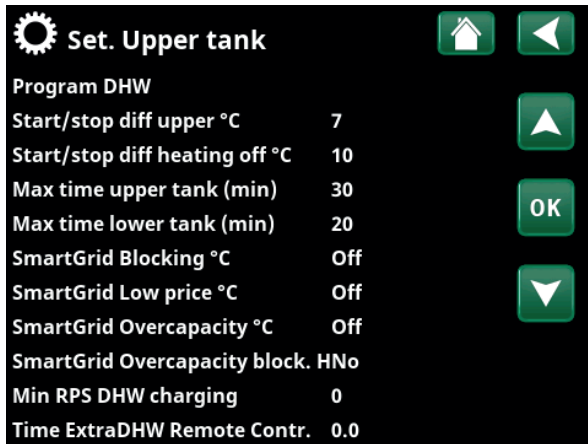 Set. Upper tank
Program DHW
Start/stop diff upper °C 7
Start/stop diff heating off °C 10
Max time upper tank (min) 30
Max time lower tank (min) 20
SmartGrid Blocking °C Off
SmartGrid Low price °C Off
SmartGrid Overcapacity °C Off
SmartGrid Overcapacity block. HNo
Min RPS DHW charging 0
Time ExtraDHW Remote Contr. 0.0
OK